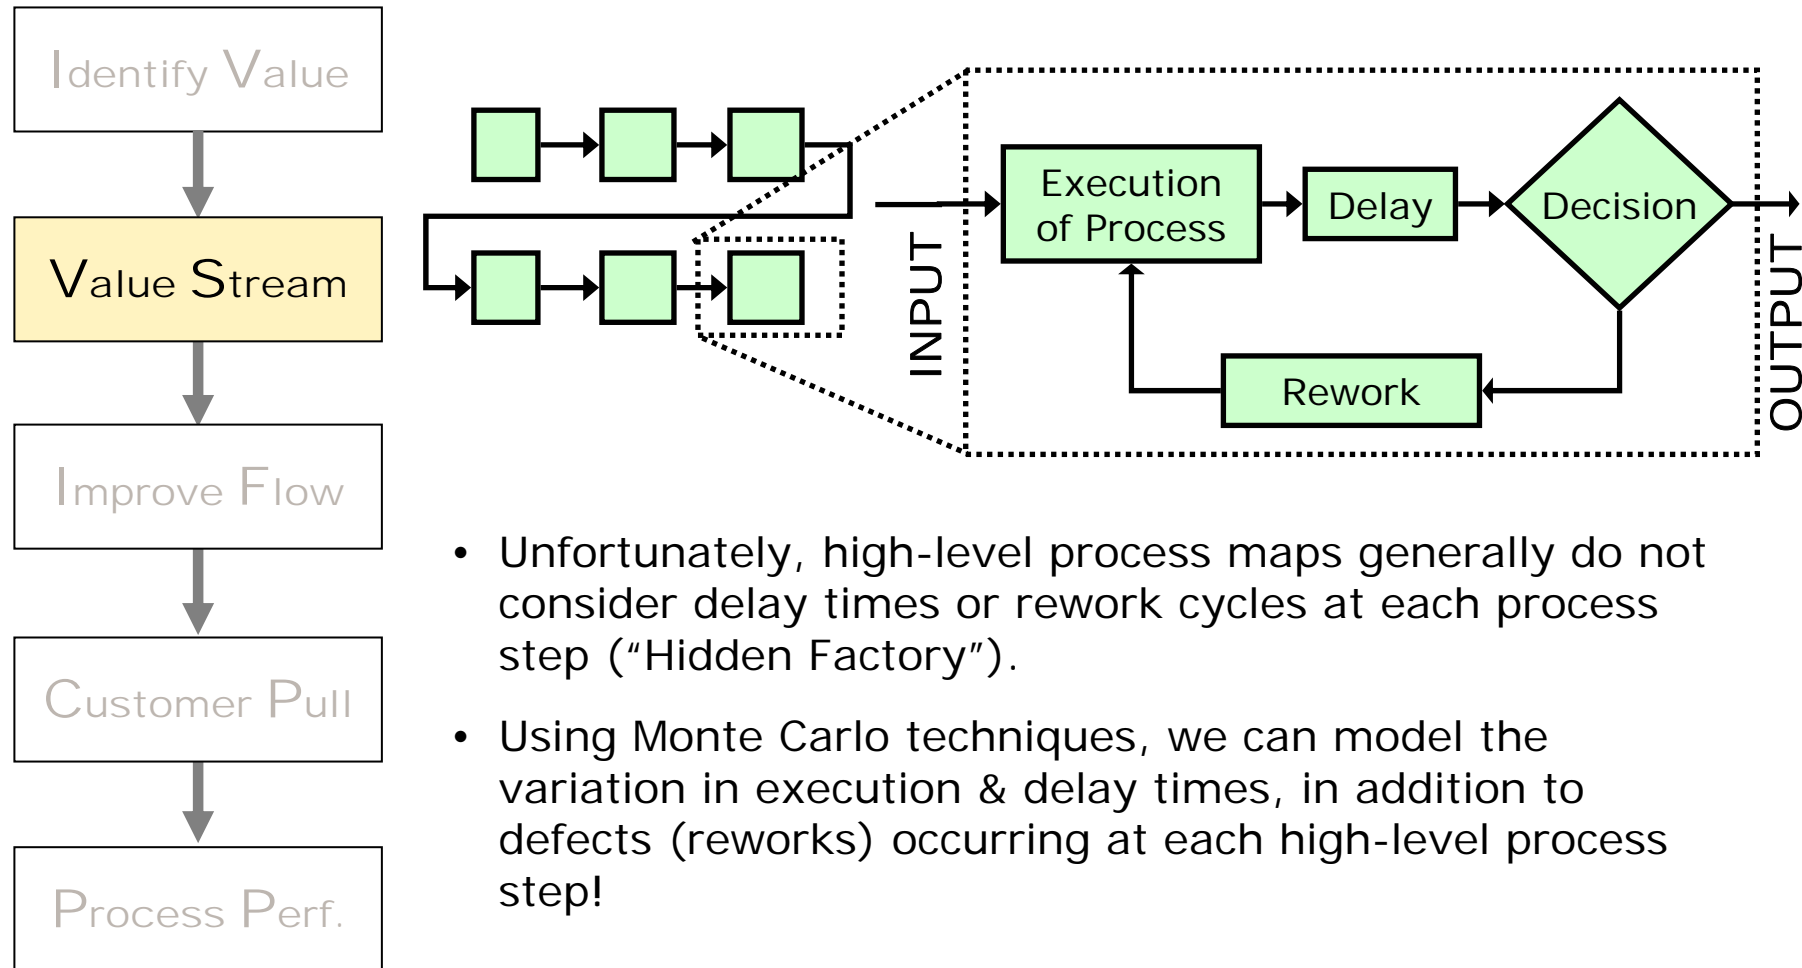 Identify Value
Value Stream
Improve Flow
Customer Pull
Process Perf.
INPUT
Execution
of Process
Delay
Decision
Rework
OUTPUT
• Unfortunately, high-level process maps generally do not
consider delay times or rework cycles at each process
step (“Hidden Factory”).
• Using Monte Carlo techniques, we can model the
variation in execution & delay times, in addition to
defects (reworks) occurring at each high-level process
step!